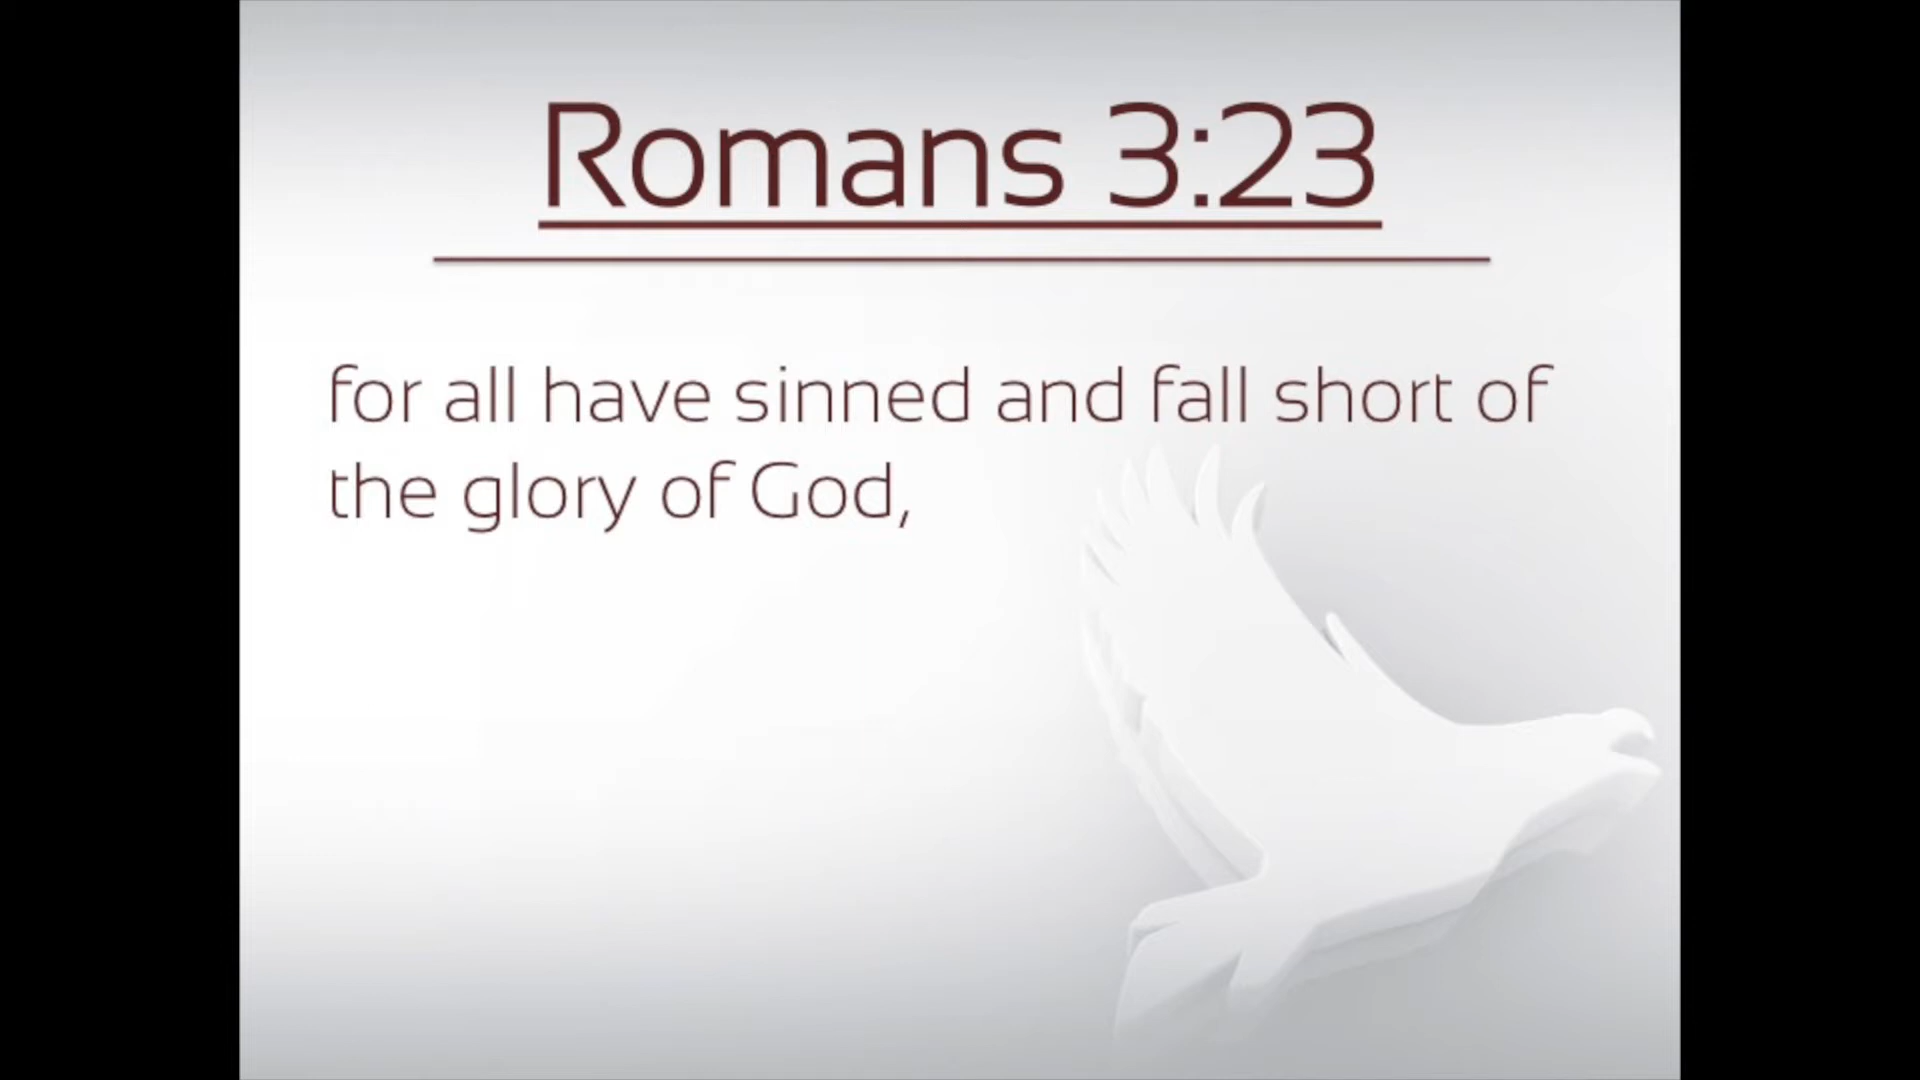 Romans 3:23
for all have sinned and fall short of
the glory of God,